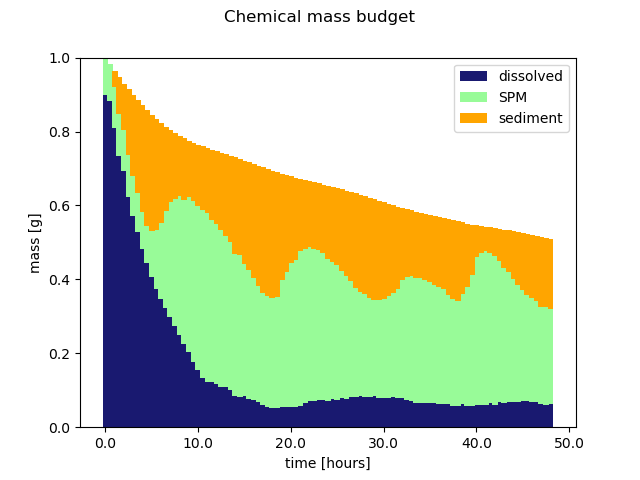 Chemical mass budget
1.0
0.8
0.6
0.4
0.2
0.0
mass [g]
dissolved
SPM
sediment
0.0 10.0 20.0 30.0 40.0 50.0
time [hours]